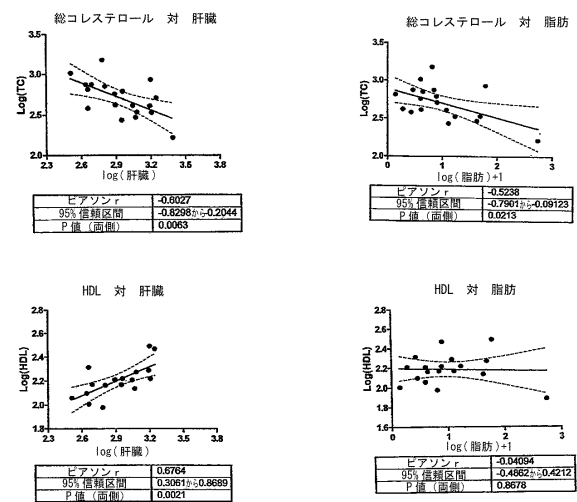 総コレステロール 対 肝臓
Log(TC)
3.5
3.0
2.5
2.0
2.3 2.6 2.9 3.2 3.5 3.8
log(肝臓)
ピアソン r -0.6027
95% 信頼区間 -0.8298から-0.2044
P 値 (両側) 0.0063
総コレステロール 対 脂肪
Log(TC)
3.5
3.0
2.5
2.0
0 1 2 3
log(脂肪)+1
ピアソン r -0.5238
95% 信頼区間 -0.7901から-0.09123
P 値 (両側) 0.0213
HDL 対 肝臓
Log(HDL)
2.8
2.6
2.4
2.2
2.0
1.8
2.3 2.6 2.9 3.2 3.5 3.8
log(肝臓)
ピアソン r 0.6764
95% 信頼区間 0.3061から0.8689
P 値 (両側) 0.0021
HDL 対 脂肪
Log(HDL)
2.8
2.6
2.4
2.2
2.0
1.8
1.6
0 1 2 3
log(脂肪)+1
ピアソン r -0.04094
95% 信頼区間 -0.4862から0.4212
P 値 (両側) 0.8678